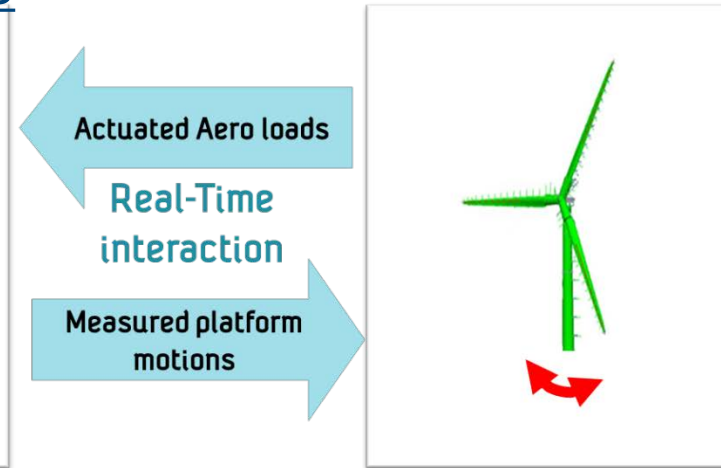 Actuated Aero loads
Real-Time
interaction
Measured platform
motions